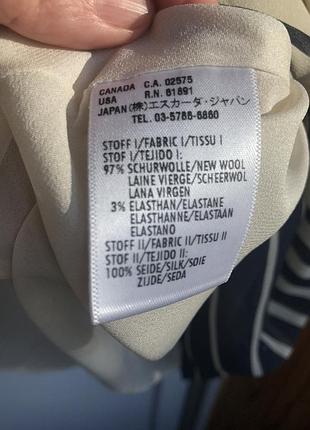 CANADA C.A. 02575
USA R.N. 61891
JAPAN(株)エスカーダ・ジャパン
TEL. 03-5786-6860
STOFF I/FABRIC I/TISSU I
STOF I/TEJIDO I:
97% SCHURWOLLE/NEW WOOL
LAINE VIERGE/SCHEERWOL
LANA VIRGEN
3% ELASTHAN/ELASTANE
ELASTHANNE/ELASTAAN
ELASTANO
STOFF II/FABRIC II/TISSU II
STOF II/TEJIDO II:
100% SEIDE/SILK/SOIE
ZIJDE/SEDA